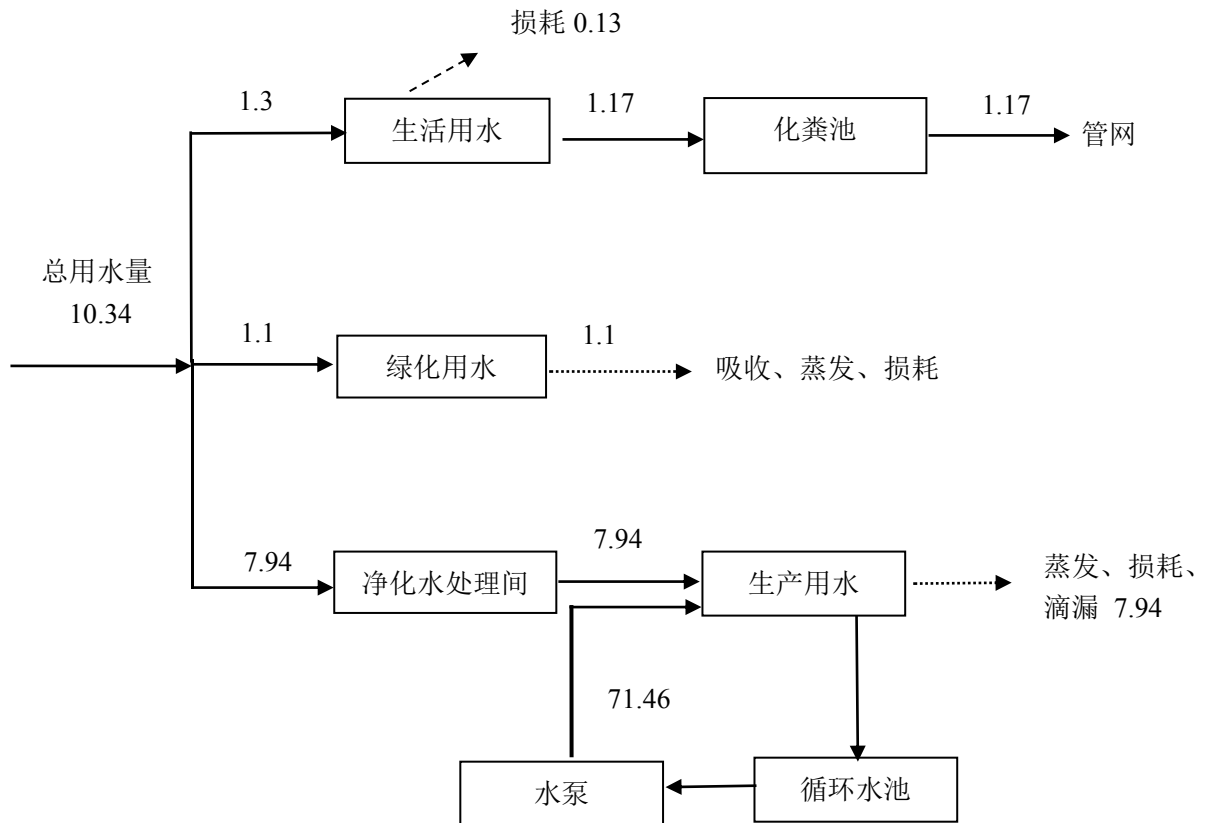 损耗 0.13
1.3
生活用水
1.17
化粪池
1.17
管网
总用水量
10.34
1.1
绿化用水
1.1
吸收、蒸发、损耗
7.94
净化水处理间
7.94
生产用水
蒸发、损耗、
滴漏 7.94
71.46
水泵
循环水池